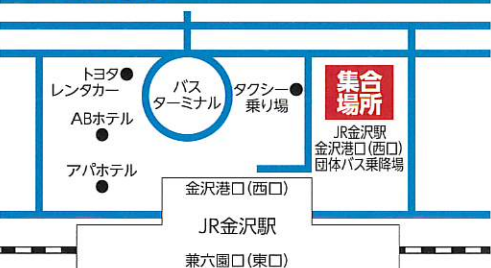 トヨタ
レンタカー
バス
ターミナル
タクシー
乗り場
集合
場所
ABホテル
JR金沢駅
金沢港口(西口)
団体バス乗降場
アパホテル
金沢港口(西口)
JR金沢駅
兼六園口(東口)